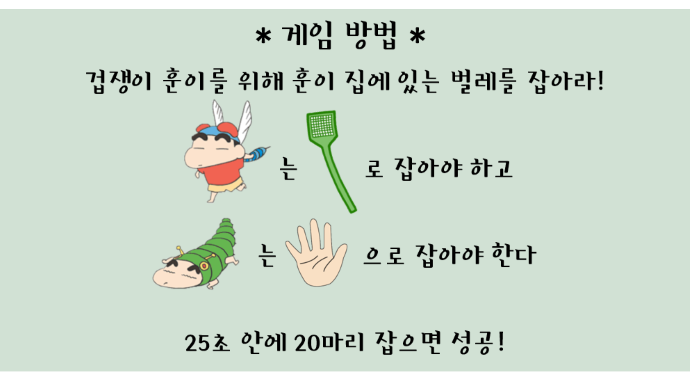 * 게임 방법 *
겁쟁이 훈이를 위해 훈이 집에 있는 벌레를 잡아라!
는 로 잡아야 하고
는 으로 잡아야 한다
25초 안에 20마리 잡으면 성공!